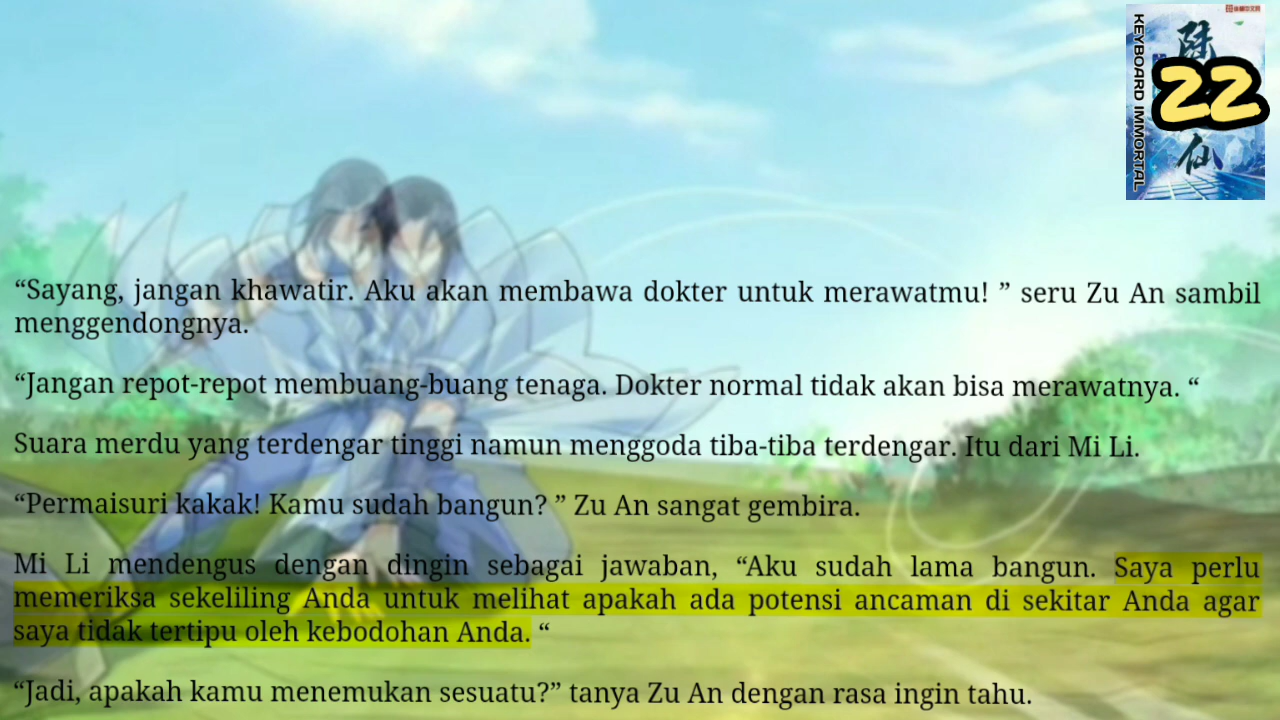 KEYBOARD IMMORTAL
22
仙
“Sayang, jangan khawatir. Aku akan membawa dokter untuk merawatmu! ” seru Zu An sambil
menggendongnya.
“Jangan repot-repot membuang-buang tenaga. Dokter normal tidak akan bisa merawatnya. “
Suara merdu yang terdengar tinggi namun menggoda tiba-tiba terdengar. Itu dari Mi Li.
“Permaisuri kakak! Kamu sudah bangun? ” Zu An sangat gembira.
Mi Li mendengus dengan dingin sebagai jawaban, “Aku sudah lama bangun. Saya perlu
memeriksa sekeliling Anda untuk melihat apakah ada potensi ancaman di sekitar Anda agar
saya tidak tertipu oleh kebodohan Anda. “
“Jadi, apakah kamu menemukan sesuatu?” tanya Zu An dengan rasa ingin tahu.